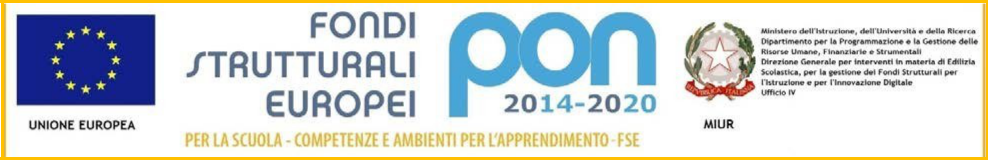 UNIONE EUROPEA
FONDI
STRUTTURALI
EUROPEI
pon
2014-2020
PER LA SCUOLA - COMPETENZE E AMBIENTI PER L'APPRENDIMENTO-FSE
REPUBBLICA ITALIANA
MIUR
Ministero dell'Istruzione, dell'Università e della Ricerca
Dipartimento per la Programmazione e la Gestione delle
Risorse Umane, Finanziarie e Strumentali
Direzione Generale per interventi in materia di Edilizia
Scolastica, per la gestione dei Fondi Strutturali per
l'Istruzione e per l'Innovazione Digitale
Ufficio IV